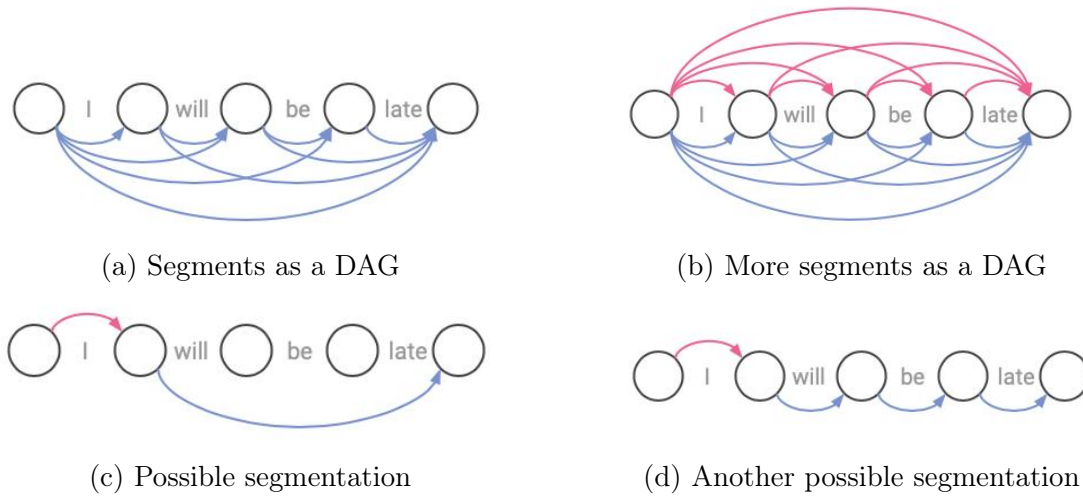 I will be late
I will be late
(a) Segments as a DAG
(b) More segments as a DAG
I will be late
I will be late
(c) Possible segmentation
(d) Another possible segmentation